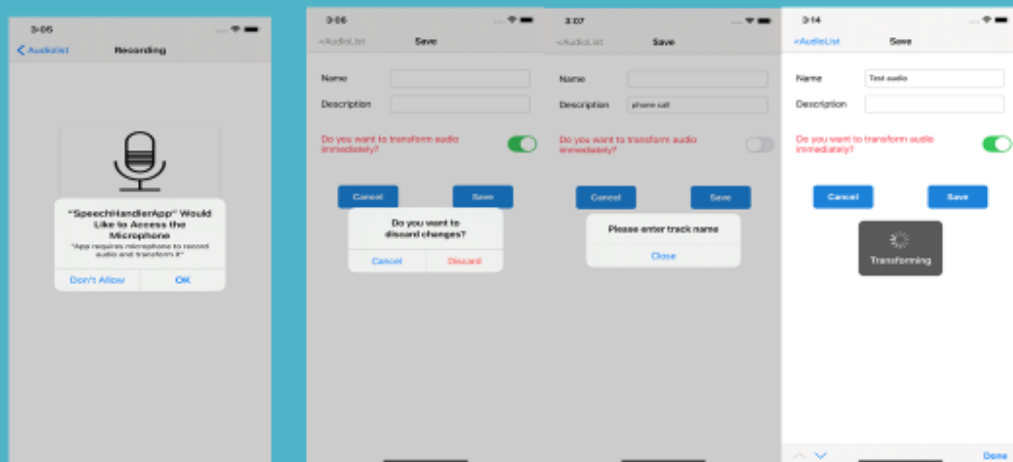 3:05
Audiolist
Recording
"SpeechHandlerApp" Would
Like to Access the
Microphone
"App requires microphone to record
audio and transform it"
Don't Allow
OK
3:06
<AudioList
Save
Name
Description
Do you want to transform audio
immediately?
Cancel
Save
Do you want to
discard changes?
Cancel
Discard
3:07
<AudioList
Save
Name
Description
phone call
Do you want to transform audio
immediately?
Cancel
Save
Please enter track name
Close
3:14
<AudioList
Save
Name
Test audio
Description
Do you want to transform audio
immediately?
Cancel
Save
Transforming
Done